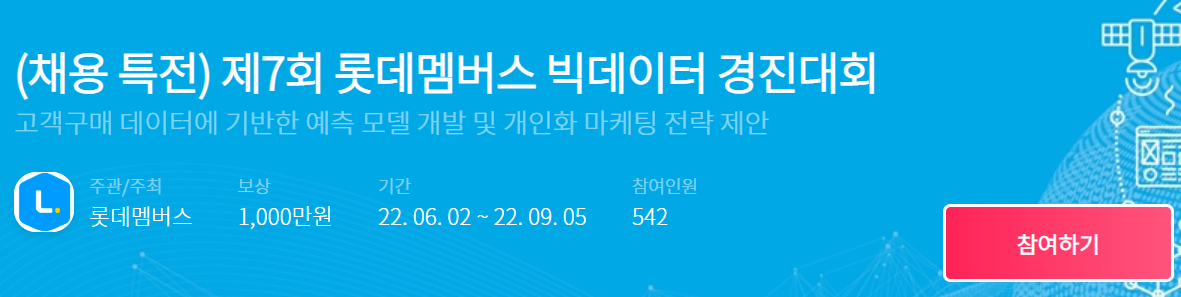 (채용 특전) 제7회 롯데멤버스 빅데이터 경진대회
고객구매 데이터에 기반한 예측 모델 개발 및 개인화 마케팅 전략 제안
주관/주최 보상 기간 참여인원
L.
롯데멤버스 1,000만원 22. 06. 02 ~ 22. 09. 05 542
참여하기